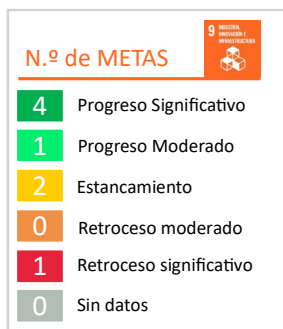 9 INDUSTRIA,
INNOVACIÓN E
INFRAESTRUCTURA
N.º de METAS
4 Progreso Significativo
1 Progreso Moderado
2 Estancamiento
0 Retroceso moderado
1 Retroceso significativo
0 Sin datos